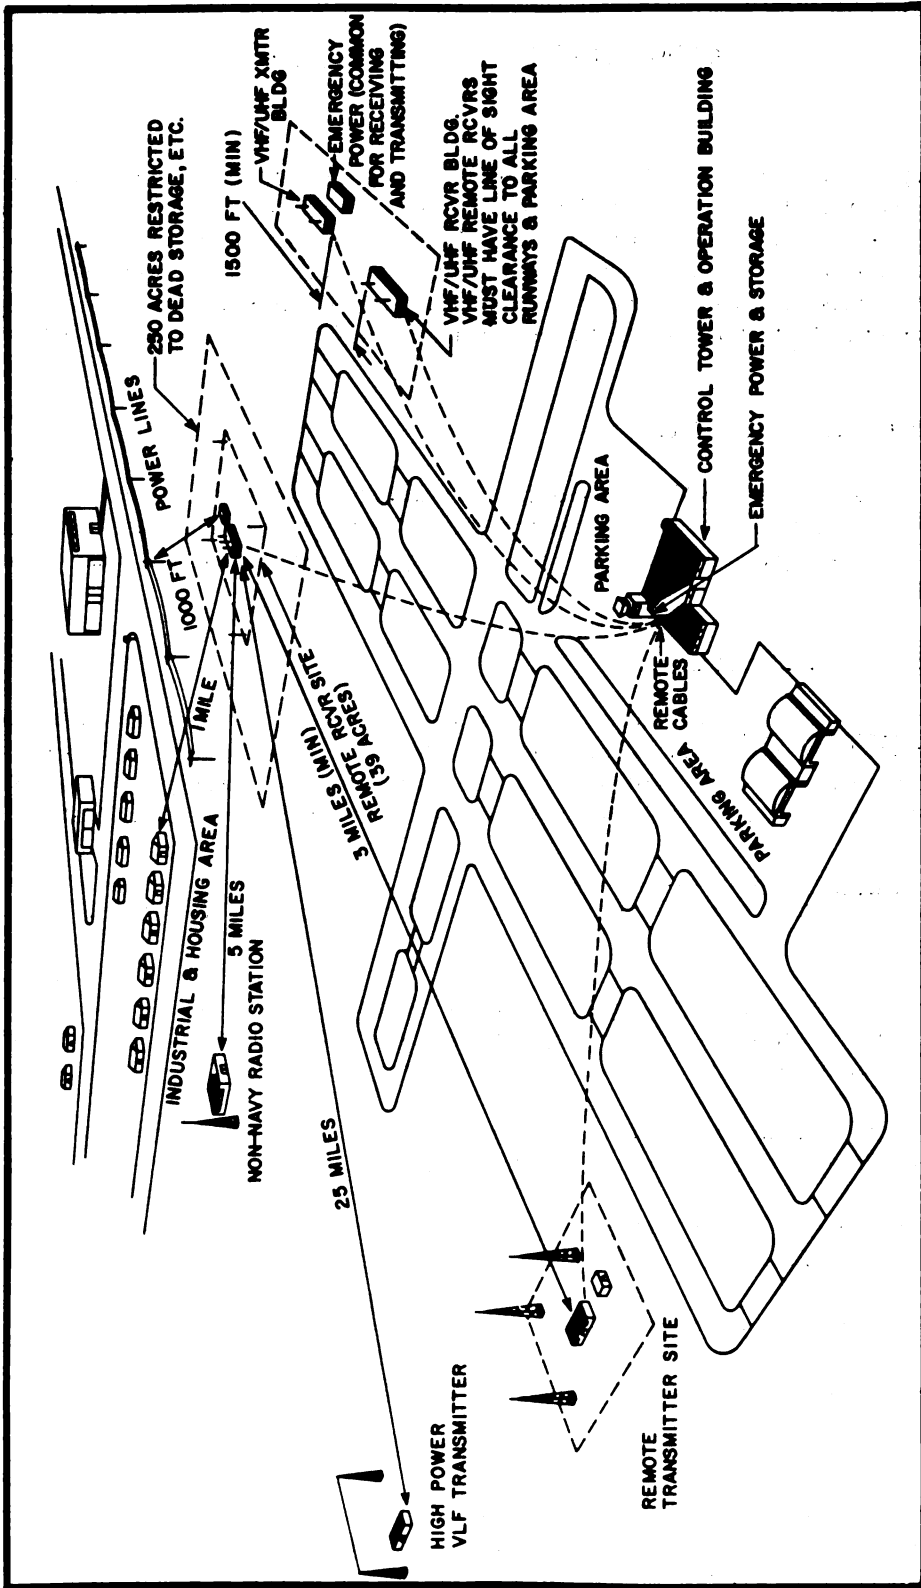 250 ACRES RESTRICTED
TO DEAD STORAGE, ETC.
POWER LINES
1000 FT
1 MILE
INDUSTRIAL & HOUSING AREA
5 MILES
NON-NAVY RADIO STATION
25 MILES
HIGH POWER
VLF TRANSMITTER
3 MILES (MIN)
REMOTE RCVR SITE
(39 ACRES)
1500 FT (MIN)
VHF/UHF XMTR
BLDG
EMERGENCY
POWER (COMMON
FOR RECEIVING
AND TRANSMITTING)
VHF/UHF RCVR BLDG.
VHF/UHF REMOTE RCVRS
MUST HAVE LINE OF SIGHT
CLEARANCE TO ALL
RUNWAYS & PARKING AREA
PARKING AREA
REMOTE
CABLES
PARKING AREA
CONTROL TOWER & OPERATION BUILDING
EMERGENCY POWER & STORAGE
REMOTE
TRANSMITTER SITE